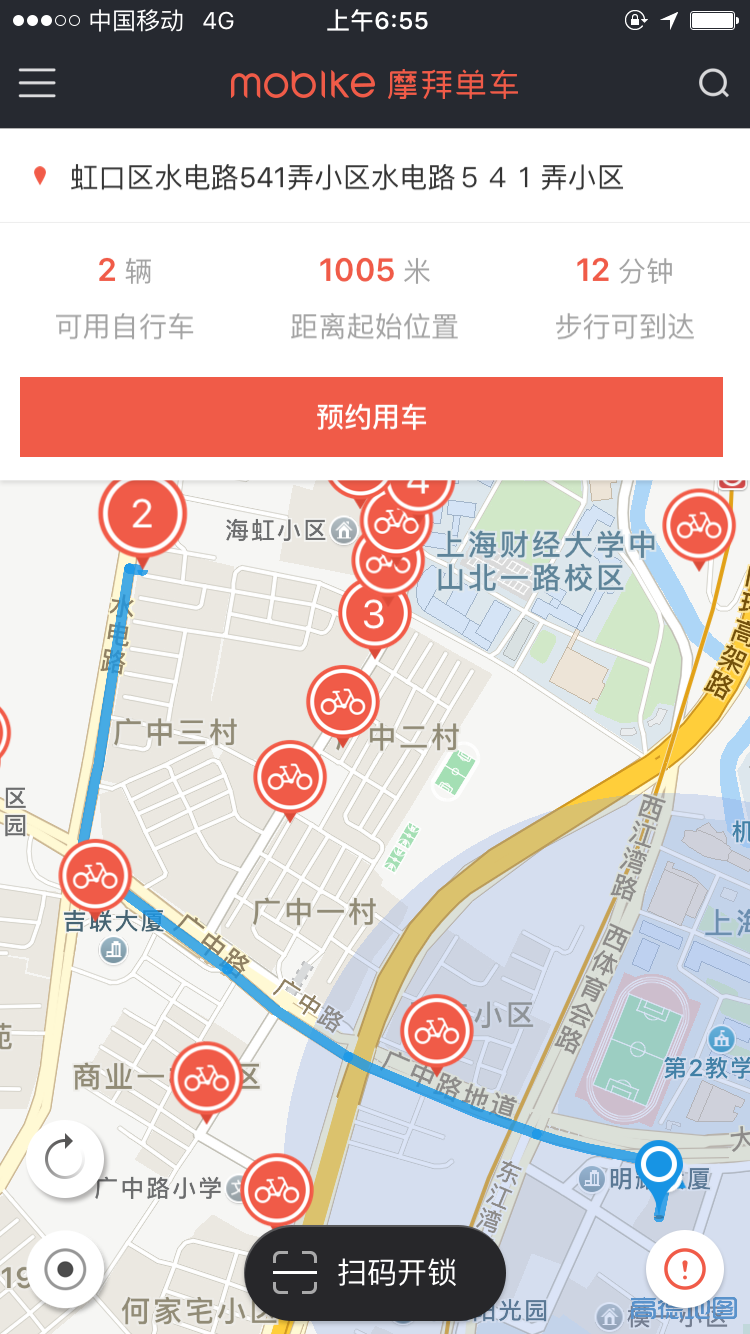 中国移动 4G 上午6:55
mobike 摩拜单车
虹口区水电路541弄小区水电路５４１弄小区
2 辆 1005 米 12 分钟
可用自行车 距离起始位置 步行可到达
预约用车
4
2
海虹小区
上海财经大学中
山北一路校区
3
水电路
高架路
广中三村
中二村
区
园
西江湾路
机
吉联大厦
广中路
广中一村
上海
西体育会路
广中路
小区
苑
商业一
区
广中路地道
第2教学
大
广中路小学
文
明
厦
东江湾
扫码开锁
19
何家宅小区
阳光园
高德地图
小区